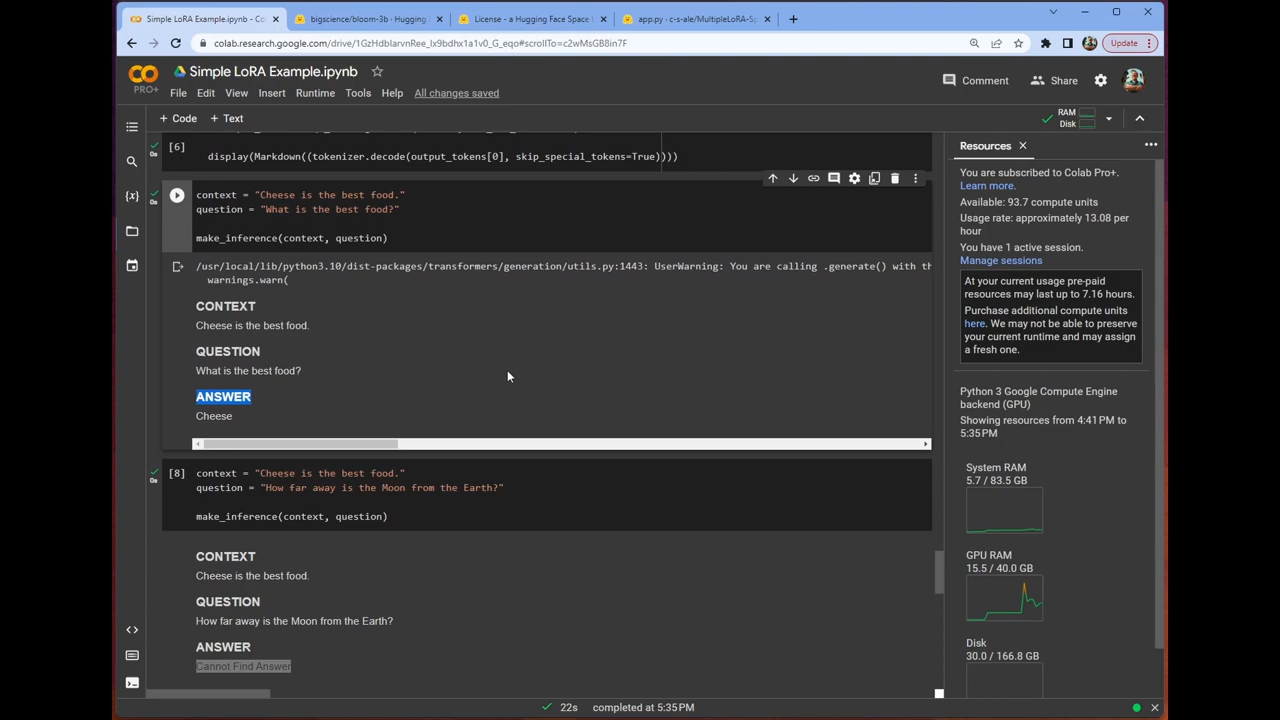 Simple LoRA Example.ipynb - Co
bigscience/bloom-3b · Hugging
License - a Hugging Face Space
app.py · c-s-ale/MultipleLoRA-Sp
colab.research.google.com/drive/1GzHdbIarvnRee_Ix9bdhx1a1v0_G_eqo#scrollTo=c2wMsGB8in7F
Update
CO
PRO+
Simple LoRA Example.ipynb
Comment
Share
File Edit View Insert Runtime Tools Help All changes saved
+ Code + Text
RAM
Disk
[6]
0s
display(Markdown((tokenizer.decode(output_tokens[0], skip_special_tokens=True))))
0s
context = "Cheese is the best food."
question = "What is the best food?"
make_inference(context, question)
/usr/local/lib/python3.10/dist-packages/transformers/generation/utils.py:1443: UserWarning: You are calling .generate() with th
warnings.warn(
CONTEXT
Cheese is the best food.
QUESTION
What is the best food?
ANSWER
Cheese
[8]
0s
context = "Cheese is the best food."
question = "How far away is the Moon from the Earth?"
make_inference(context, question)
CONTEXT
Cheese is the best food.
QUESTION
How far away is the Moon from the Earth?
ANSWER
Cannot Find Answer
Resources
You are subscribed to Colab Pro+.
Learn more.
Available: 93.7 compute units
Usage rate: approximately 13.08 per
hour
You have 1 active session.
Manage sessions
At your current usage pre-paid
resources may last up to 7.16 hours.
Purchase additional compute units
here. We may not be able to preserve
your current runtime and may assign
a fresh one.
Python 3 Google Compute Engine
backend (GPU)
Showing resources from 4:41 PM to
5:35 PM
System RAM
5.7 / 83.5 GB
GPU RAM
15.5 / 40.0 GB
Disk
30.0 / 166.8 GB
22s completed at 5:35 PM